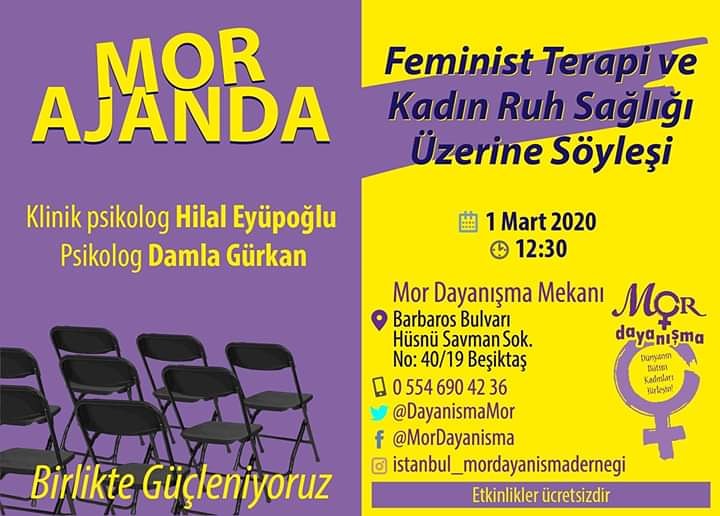 MOR
AJANDA
Klinik psikolog Hilal Eyüpoğlu
Psikolog Damla Gürkan
Birlikte Güçleniyoruz
Feminist Terapi ve
Kadın Ruh Sağlığı
Üzerine Söyleşi
1 Mart 2020
12:30
Mor Dayanışma Mekanı
Barbaros Bulvarı
Hüsnü Savman Sok.
No: 40/19 Beşiktaş
0 554 690 42 36
@DayanismaMor
@MorDayanisma
istanbul_mordayanismadernegi
MOR
dayanışma
Dünyanın
Bütün
Kadınları
Birleşin!
Etkinlikler ücretsizdir